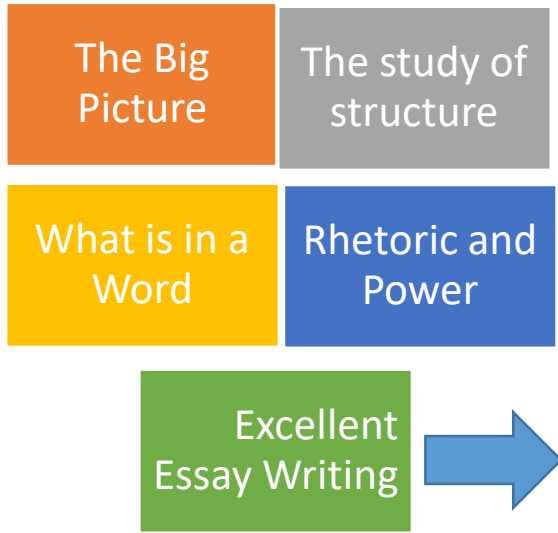 The Big
Picture
The study of
structure
What is in a
Word
Rhetoric and
Power
Excellent
Essay Writing